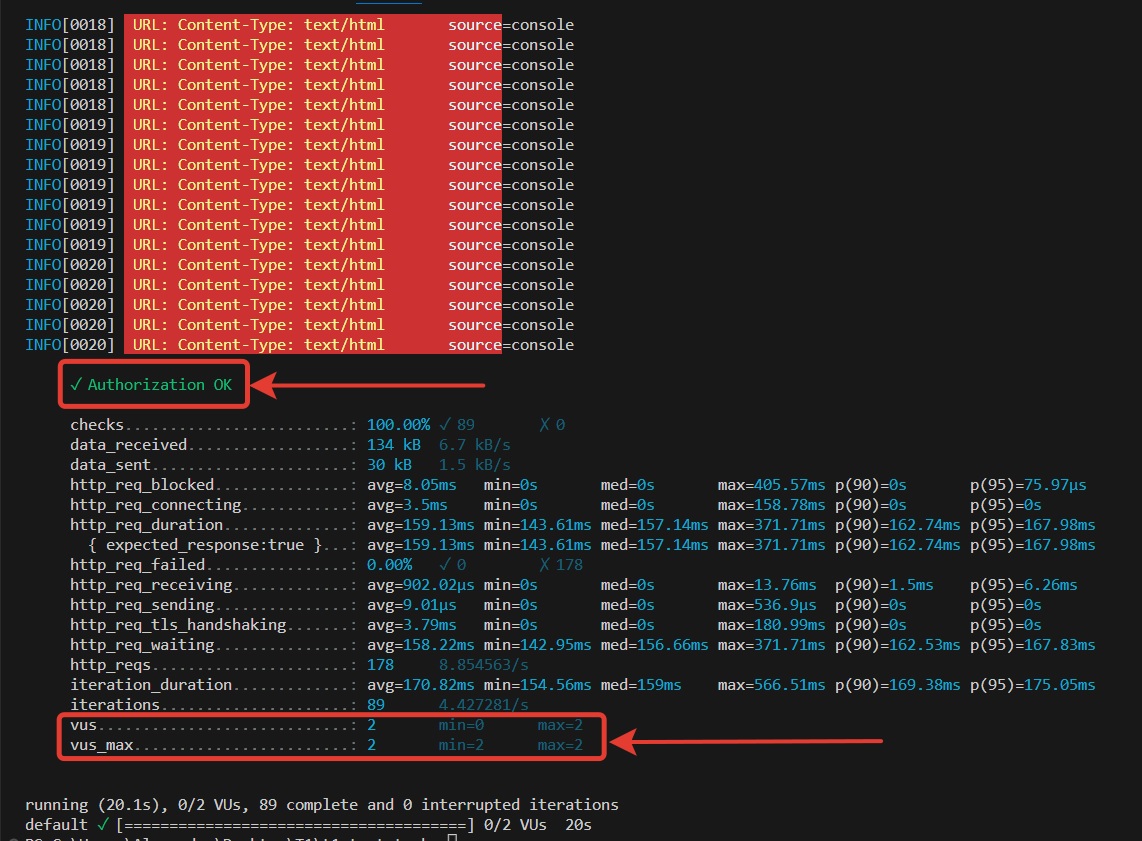 INFO[0018] URL: Content-Type: text/html source=console
INFO[0018] URL: Content-Type: text/html source=console
INFO[0018] URL: Content-Type: text/html source=console
INFO[0018] URL: Content-Type: text/html source=console
INFO[0018] URL: Content-Type: text/html source=console
INFO[0019] URL: Content-Type: text/html source=console
INFO[0019] URL: Content-Type: text/html source=console
INFO[0019] URL: Content-Type: text/html source=console
INFO[0019] URL: Content-Type: text/html source=console
INFO[0019] URL: Content-Type: text/html source=console
INFO[0019] URL: Content-Type: text/html source=console
INFO[0019] URL: Content-Type: text/html source=console
INFO[0020] URL: Content-Type: text/html source=console
INFO[0020] URL: Content-Type: text/html source=console
INFO[0020] URL: Content-Type: text/html source=console
INFO[0020] URL: Content-Type: text/html source=console
INFO[0020] URL: Content-Type: text/html source=console
✓ Authorization OK
checks.........................: 100.00% ✓ 89 ✗ 0
data_received..................: 134 kB 6.7 kB/s
data_sent......................: 30 kB 1.5 kB/s
http_req_blocked...............: avg=8.05ms min=0s med=0s max=405.57ms p(90)=0s p(95)=75.97µs
http_req_connecting............: avg=3.5ms min=0s med=0s max=158.78ms p(90)=0s p(95)=0s
http_req_duration..............: avg=159.13ms min=143.61ms med=157.14ms max=371.71ms p(90)=162.74ms p(95)=167.98ms
{ expected_response:true }...: avg=159.13ms min=143.61ms med=157.14ms max=371.71ms p(90)=162.74ms p(95)=167.98ms
http_req_failed................: 0.00% ✓ 0 ✗ 178
http_req_receiving.............: avg=902.02µs min=0s med=0s max=13.76ms p(90)=1.5ms p(95)=6.26ms
http_req_sending...............: avg=9.01µs min=0s med=0s max=536.9µs p(90)=0s p(95)=0s
http_req_tls_handshaking.......: avg=3.79ms min=0s med=0s max=180.99ms p(90)=0s p(95)=0s
http_req_waiting...............: avg=158.22ms min=142.95ms med=156.66ms max=371.71ms p(90)=162.53ms p(95)=167.83ms
http_reqs......................: 178 8.854563/s
iteration_duration.............: avg=170.82ms min=154.56ms med=159ms max=566.51ms p(90)=169.38ms p(95)=175.05ms
iterations.....................: 89 4.427281/s
vus............................: 2 min=0 max=2
vus_max........................: 2 min=2 max=2
running (20.1s), 0/2 VUs, 89 complete and 0 interrupted iterations
default ✓ [======================================] 0/2 VUs 20s